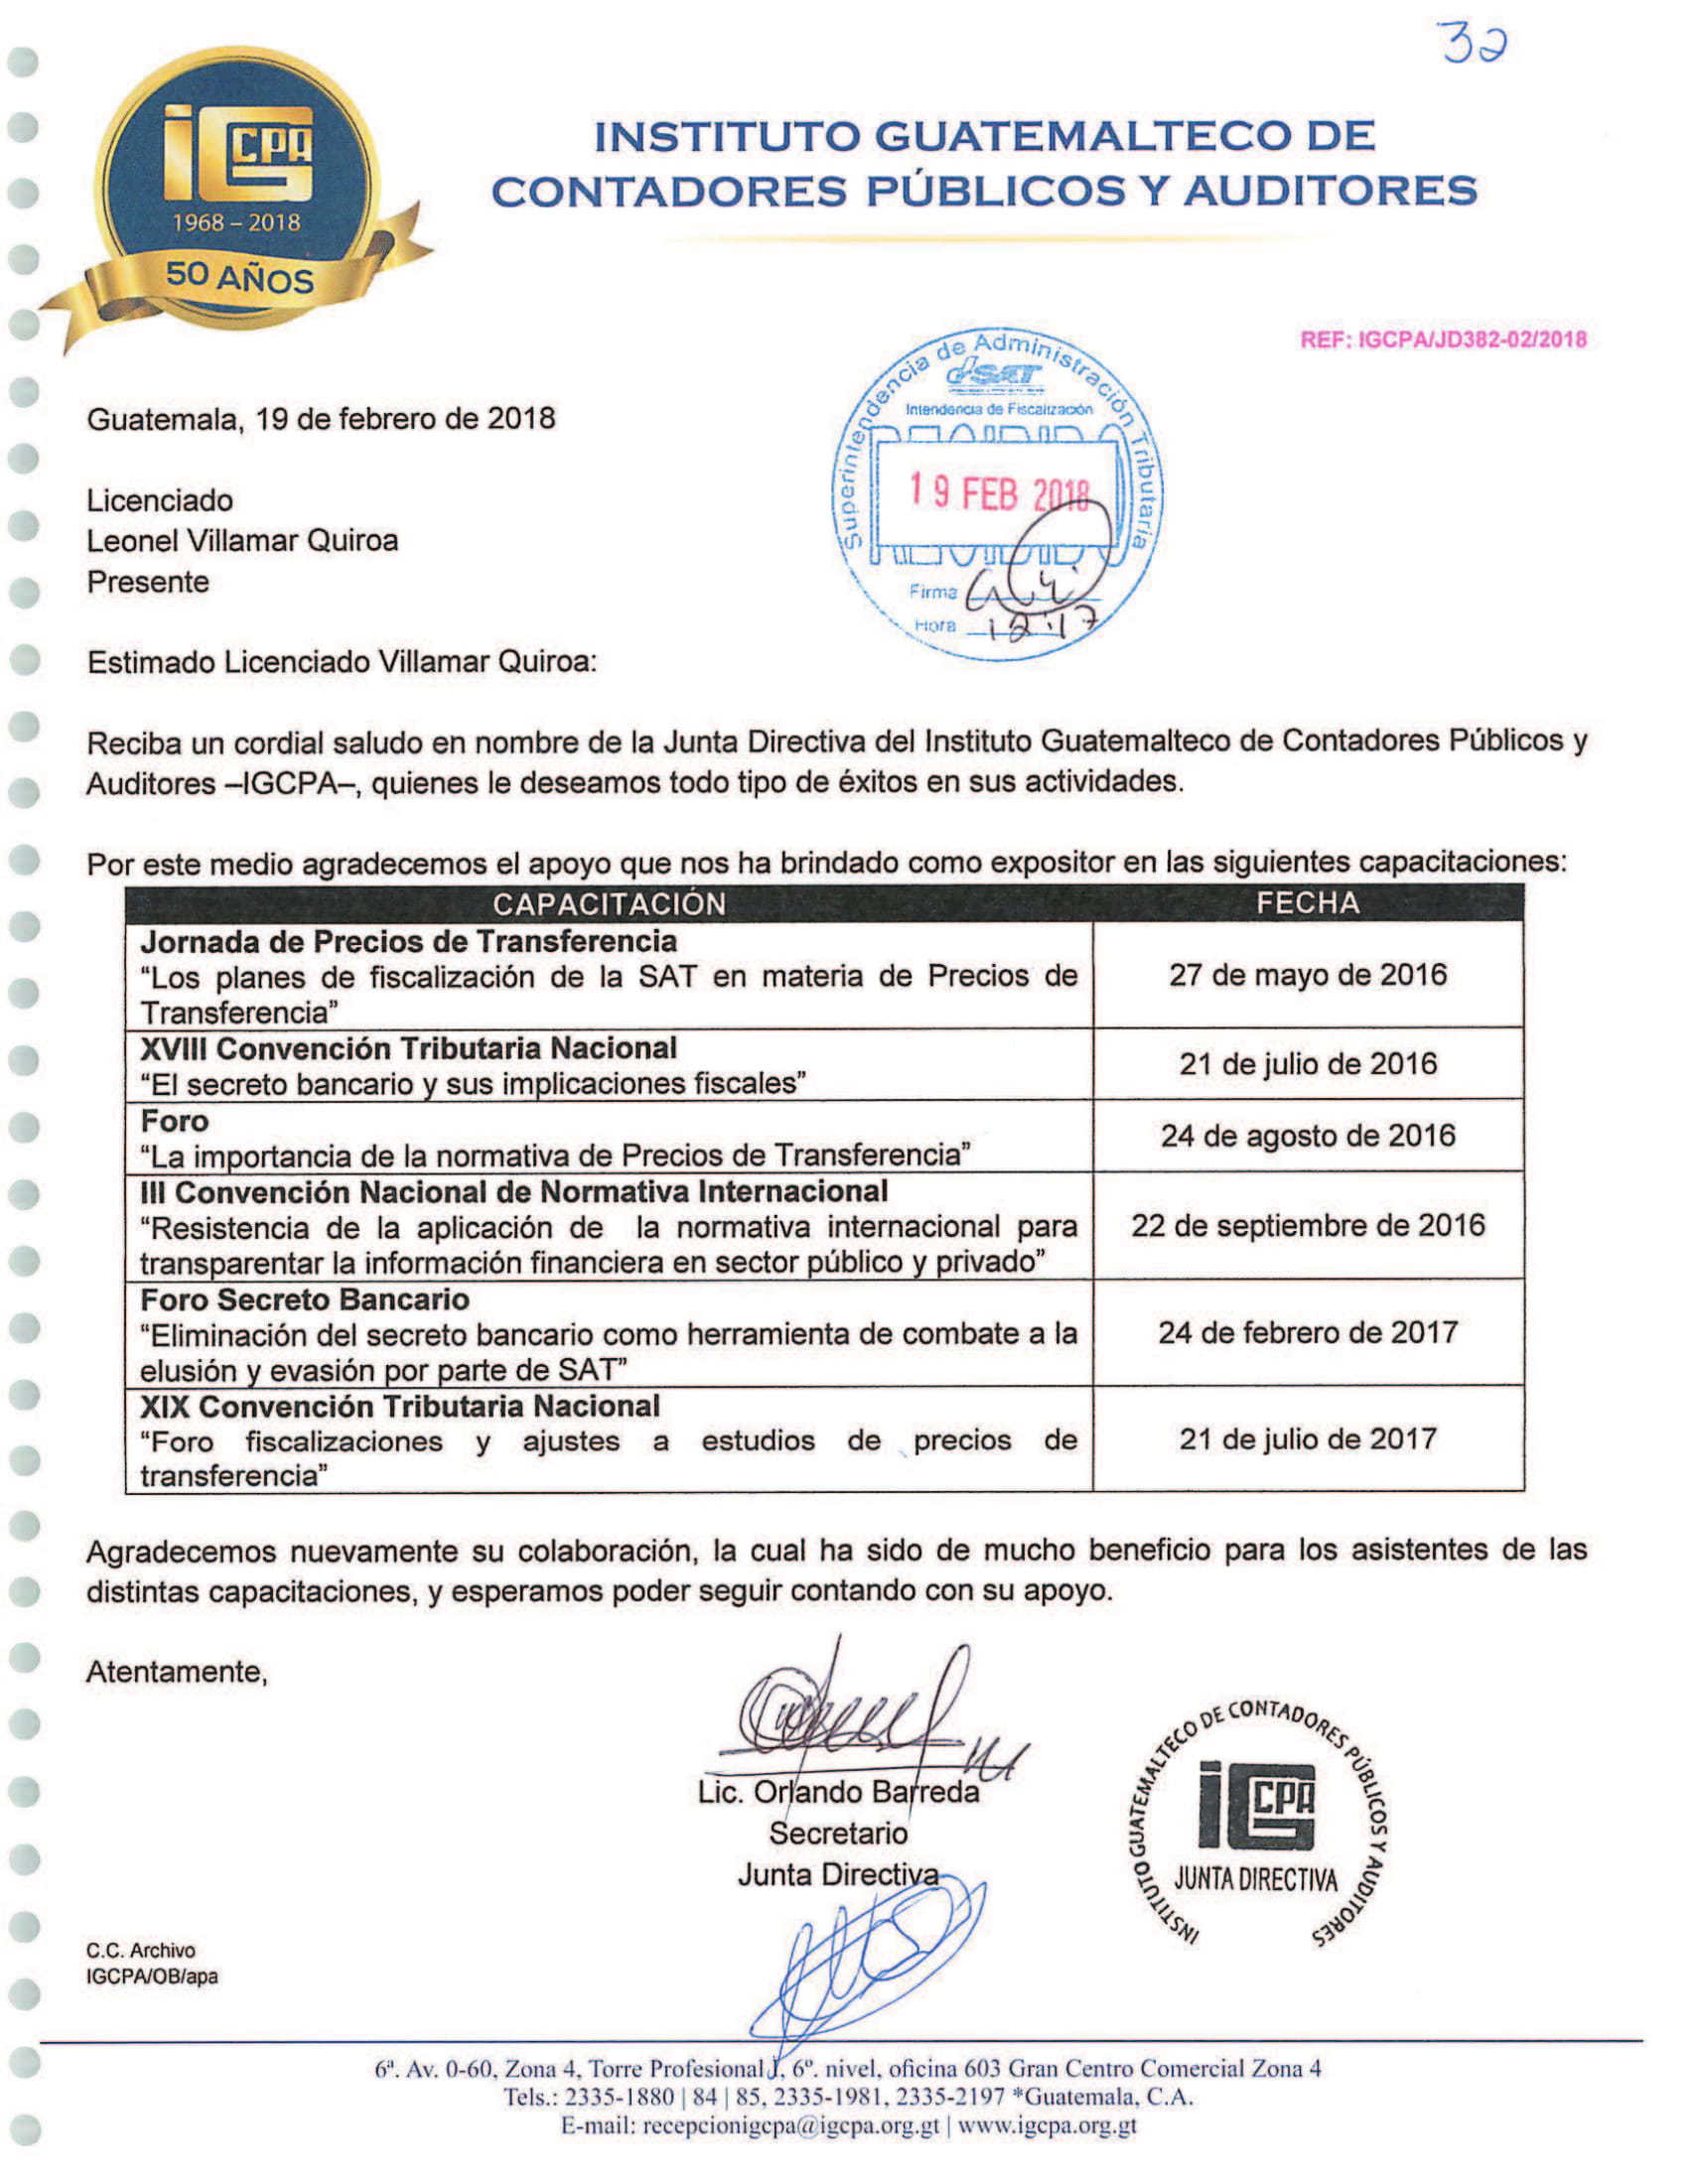 32
iGCPA
1968 – 2018
50 AÑOS
INSTITUTO GUATEMALTECO DE
CONTADORES PÚBLICOS Y AUDITORES
REF: IGCPA/JD382-02/2018
Superintendencia de Administración Tributaria
SAT
Intendencia de Fiscalización
RECIBIDO
19 FEB 2018
Firma
Hora 12:17
Guatemala, 19 de febrero de 2018
Licenciado
Leonel Villamar Quiroa
Presente
Estimado Licenciado Villamar Quiroa:
Reciba un cordial saludo en nombre de la Junta Directiva del Instituto Guatemalteco de Contadores Públicos y
Auditores –IGCPA–, quienes le deseamos todo tipo de éxitos en sus actividades.
Por este medio agradecemos el apoyo que nos ha brindado como expositor en las siguientes capacitaciones:
CAPACITACIÓN FECHA
Jornada de Precios de Transferencia
“Los planes de fiscalización de la SAT en materia de Precios de
Transferencia”
27 de mayo de 2016
XVIII Convención Tributaria Nacional
“El secreto bancario y sus implicaciones fiscales”
21 de julio de 2016
Foro
“La importancia de la normativa de Precios de Transferencia”
24 de agosto de 2016
III Convención Nacional de Normativa Internacional
“Resistencia de la aplicación de la normativa internacional para
transparentar la información financiera en sector público y privado”
22 de septiembre de 2016
Foro Secreto Bancario
“Eliminación del secreto bancario como herramienta de combate a la
elusión y evasión por parte de SAT”
24 de febrero de 2017
XIX Convención Tributaria Nacional
“Foro fiscalizaciones y ajustes a estudios de precios de
transferencia”
21 de julio de 2017
Agradecemos nuevamente su colaboración, la cual ha sido de mucho beneficio para los asistentes de las
distintas capacitaciones, y esperamos poder seguir contando con su apoyo.
Atentamente,
Lic. Orlando Barreda
Secretario
Junta Directiva
INSTITUTO GUATEMALTECO DE CONTADORES PÚBLICOS Y AUDITORES
iGCPA
JUNTA DIRECTIVA
C.C. Archivo
IGCPA/OB/apa
6ª. Av. 0-60, Zona 4, Torre Profesional I, 6º. nivel, oficina 603 Gran Centro Comercial Zona 4
Tels.: 2335-1880 | 84 | 85, 2335-1981, 2335-2197 *Guatemala, C.A.
E-mail: recepcionigcpa@igcpa.org.gt | www.igcpa.org.gt